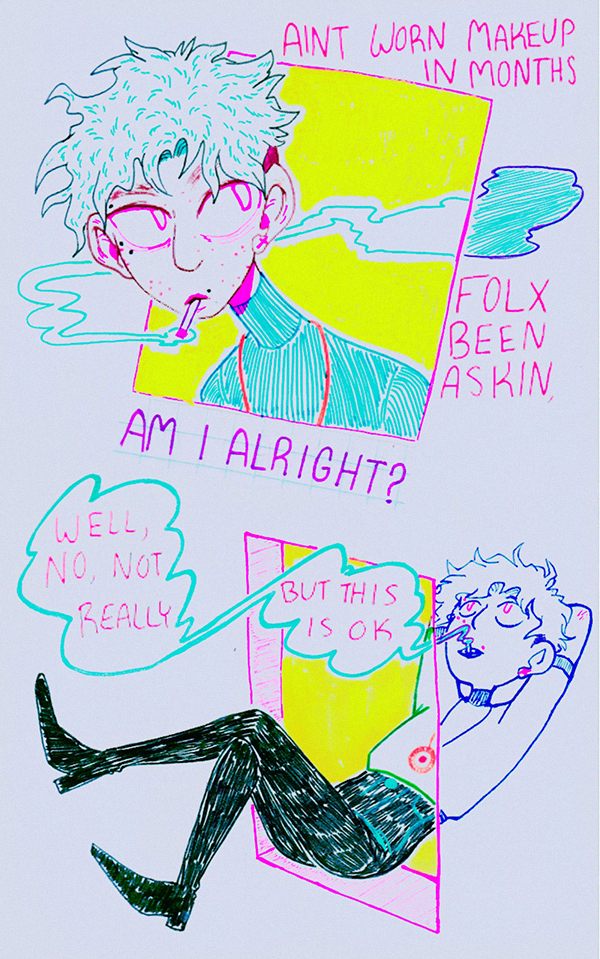 AINT WORN MAKEUP
IN MONTHS
FOLX
BEEN
ASKIN,
AM I ALRIGHT?
WELL,
NO, NOT
REALLY
BUT THIS
IS OK